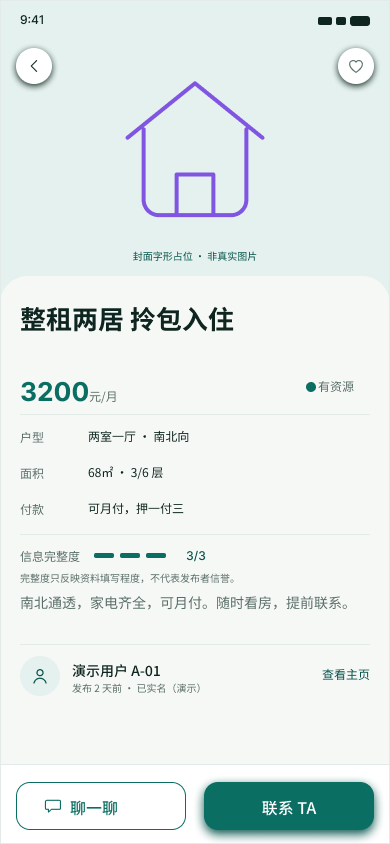 9:41
封面字形占位 · 非真实图片
整租两居 拎包入住
3200元/月
有资源
户型 两室一厅 · 南北向
面积 68㎡ · 3/6 层
付款 可月付，押一付三
信息完整度 3/3
完整度只反映资料填写程度，不代表发布者信誉。
南北通透，家电齐全，可月付。随时看房，提前联系。
演示用户 A-01
发布 2 天前 · 已实名（演示）
查看主页
聊一聊
联系 TA